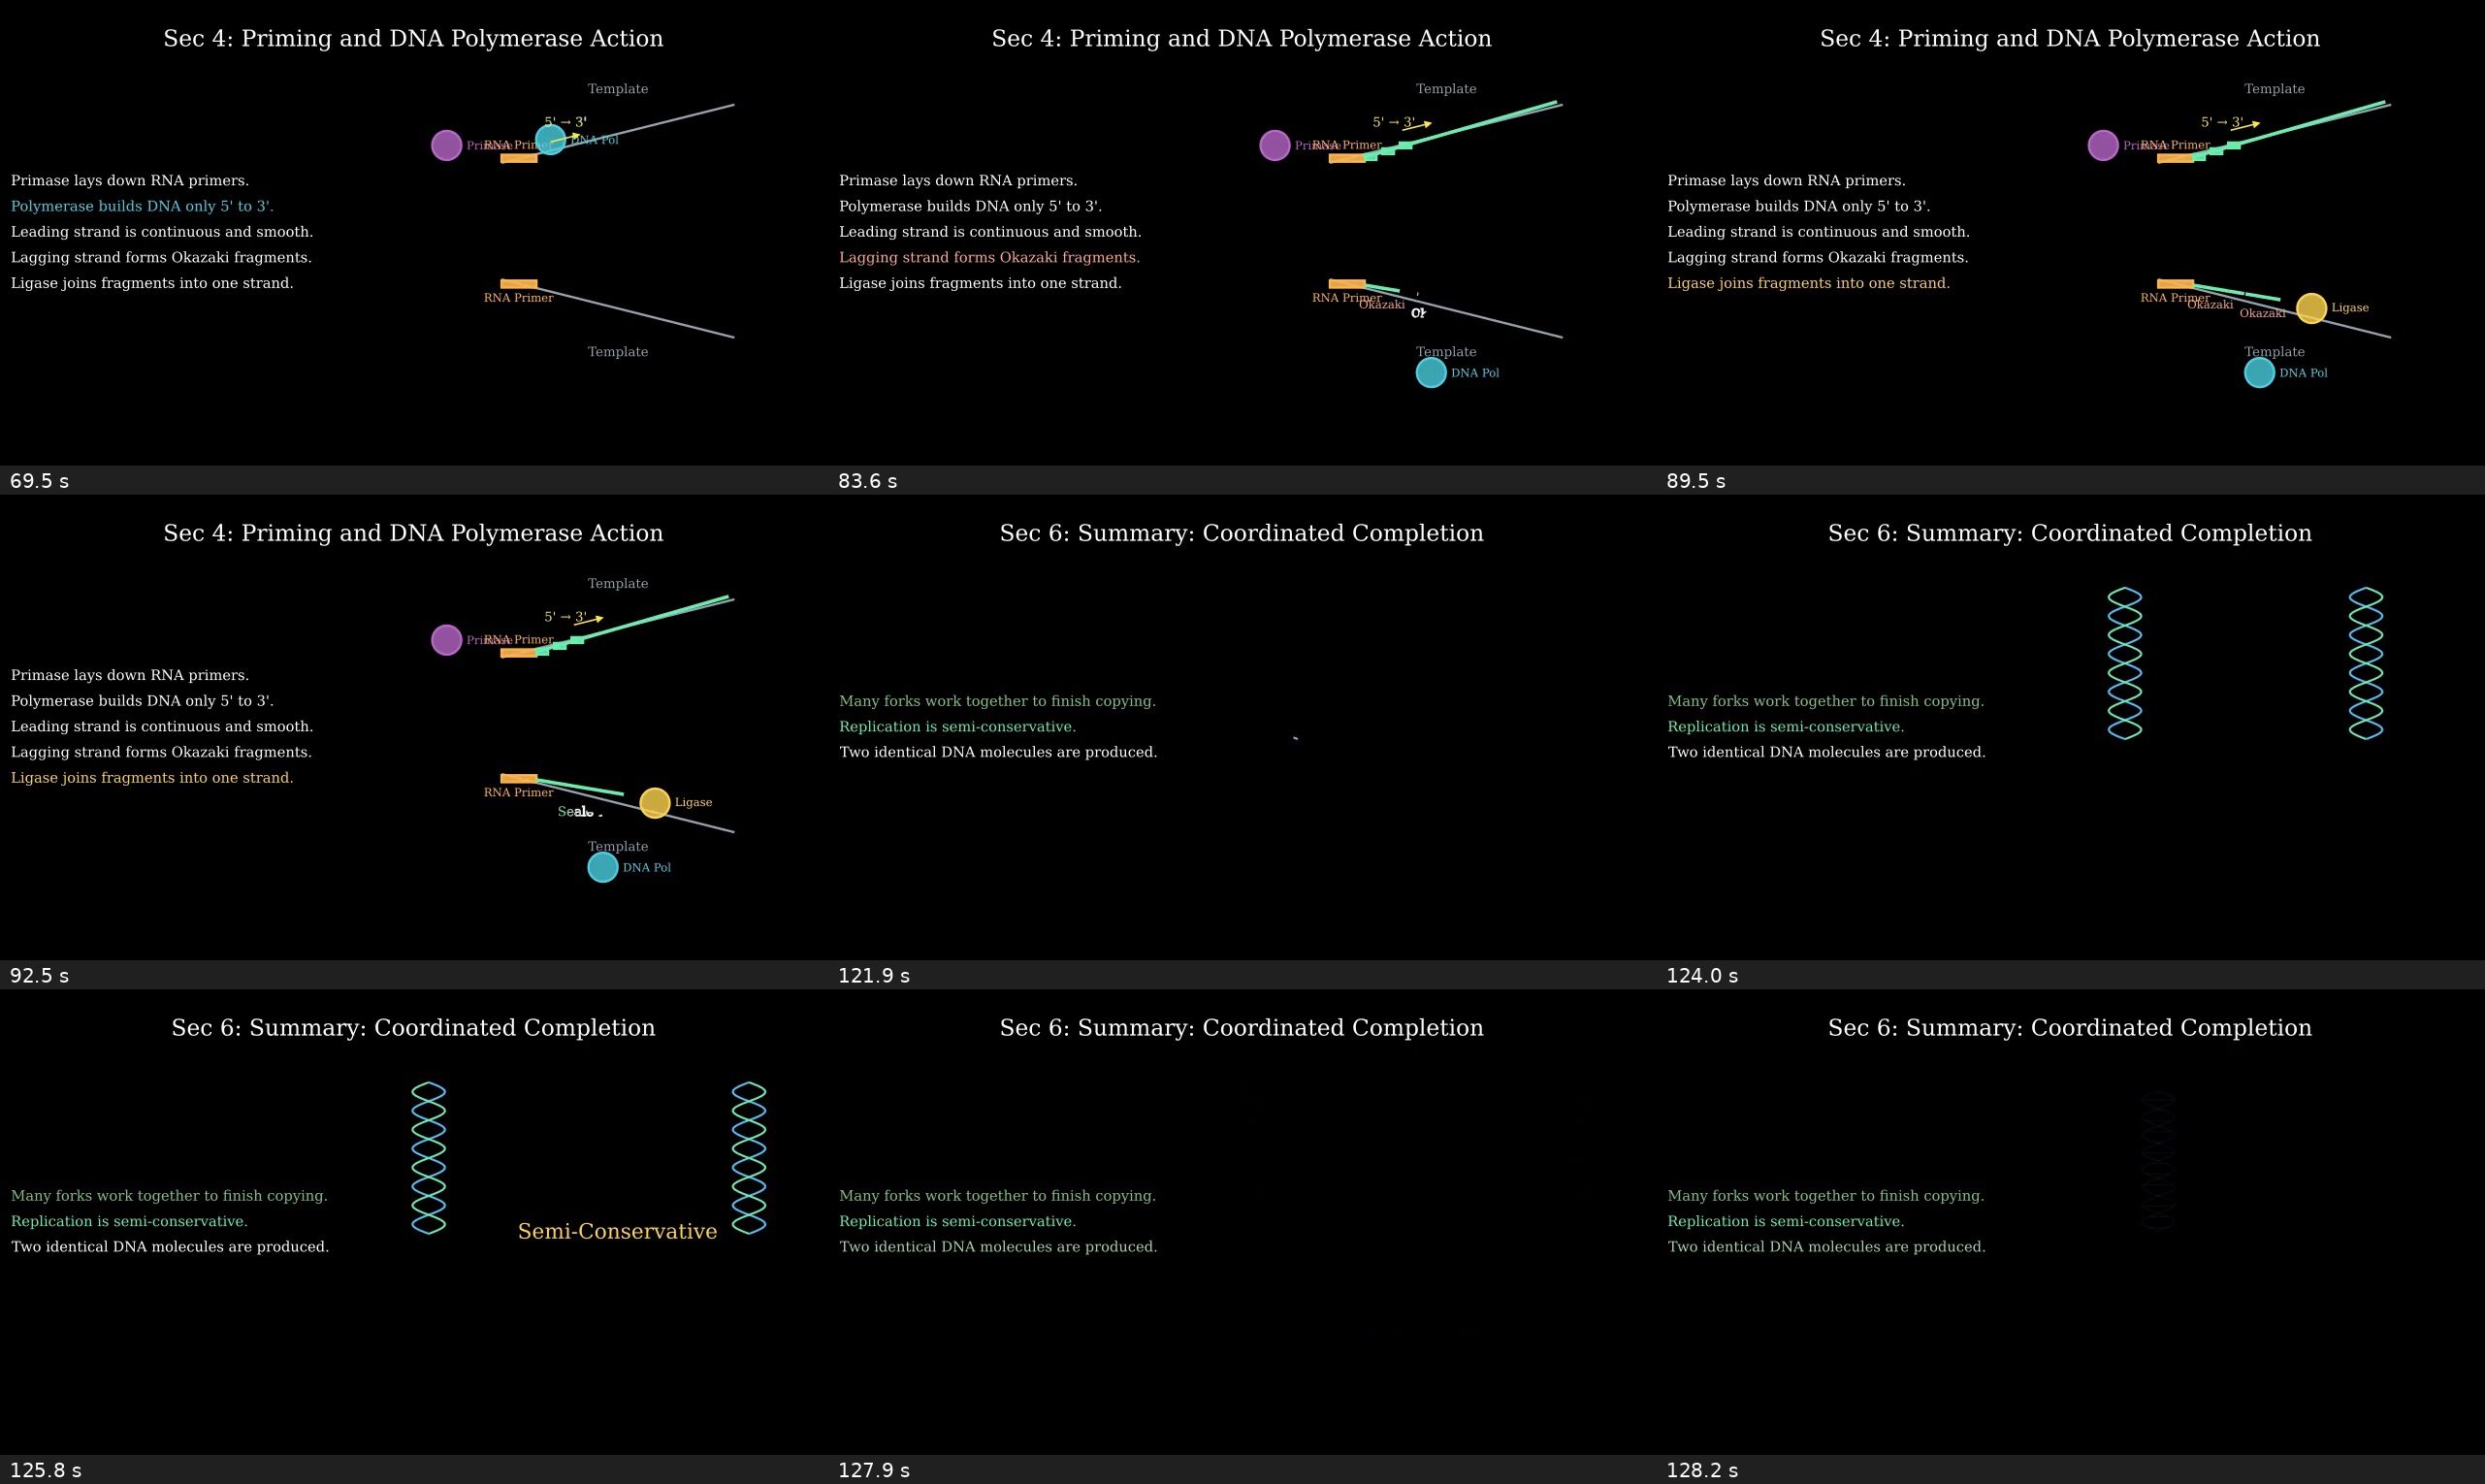 Sec 4: Priming and DNA Polymerase Action
Template
5' → 3'
RNA Primer
DNA Pol
Primase lays down RNA primers.
Polymerase builds DNA only 5' to 3'.
Leading strand is continuous and smooth.
Lagging strand forms Okazaki fragments.
Ligase joins fragments into one strand.
RNA Primer
Template
69.5 s
Sec 4: Priming and DNA Polymerase Action
Template
5' → 3'
RNA Primer
Primase lays down RNA primers.
Polymerase builds DNA only 5' to 3'.
Leading strand is continuous and smooth.
Lagging strand forms Okazaki fragments.
Ligase joins fragments into one strand.
RNA Primer
Okazaki
Template
DNA Pol
83.6 s
Sec 4: Priming and DNA Polymerase Action
Template
5' → 3'
RNA Primer
Primase lays down RNA primers.
Polymerase builds DNA only 5' to 3'.
Leading strand is continuous and smooth.
Lagging strand forms Okazaki fragments.
Ligase joins fragments into one strand.
RNA Primer
Okazaki
Okazaki
Ligase
Template
DNA Pol
89.5 s
Sec 4: Priming and DNA Polymerase Action
Template
5' → 3'
RNA Primer
Primase lays down RNA primers.
Polymerase builds DNA only 5' to 3'.
Leading strand is continuous and smooth.
Lagging strand forms Okazaki fragments.
Ligase joins fragments into one strand.
RNA Primer
Ligase
Template
DNA Pol
92.5 s
Sec 6: Summary: Coordinated Completion
Many forks work together to finish copying.
Replication is semi-conservative.
Two identical DNA molecules are produced.
121.9 s
Sec 6: Summary: Coordinated Completion
Many forks work together to finish copying.
Replication is semi-conservative.
Two identical DNA molecules are produced.
124.0 s
Sec 6: Summary: Coordinated Completion
Many forks work together to finish copying.
Replication is semi-conservative.
Two identical DNA molecules are produced.
Semi-Conservative
125.8 s
Sec 6: Summary: Coordinated Completion
Many forks work together to finish copying.
Replication is semi-conservative.
Two identical DNA molecules are produced.
127.9 s
Sec 6: Summary: Coordinated Completion
Many forks work together to finish copying.
Replication is semi-conservative.
Two identical DNA molecules are produced.
128.2 s